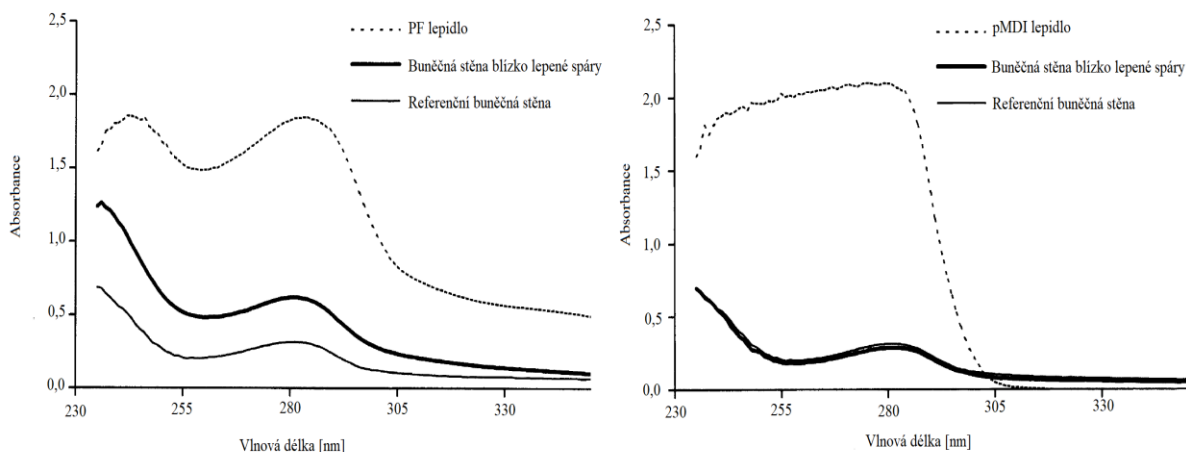 2,5
2,0
1,5
1,0
0,5
0,0
Absorbance
PF lepidlo
Buněčná stěna blízko lepené spáry
Referenční buněčná stěna
230
255
280
305
330
Vlnová délka [nm]
2,5
2,0
1,5
1,0
0,5
0,0
Absorbance
pMDI lepidlo
Buněčná stěna blízko lepené spáry
Referenční buněčná stěna
230
255
280
305
330
Vlnová délka [nm]